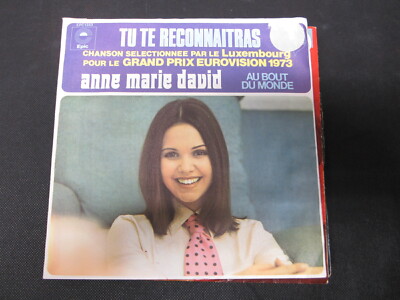 TU TE RECONNAITRAS
Epic
CHANSON SELECTIONNEE PAR LE Luxembourg
POUR LE GRAND PRIX EUROVISION 1973
anne marie david
AU BOUT
DU MONDE